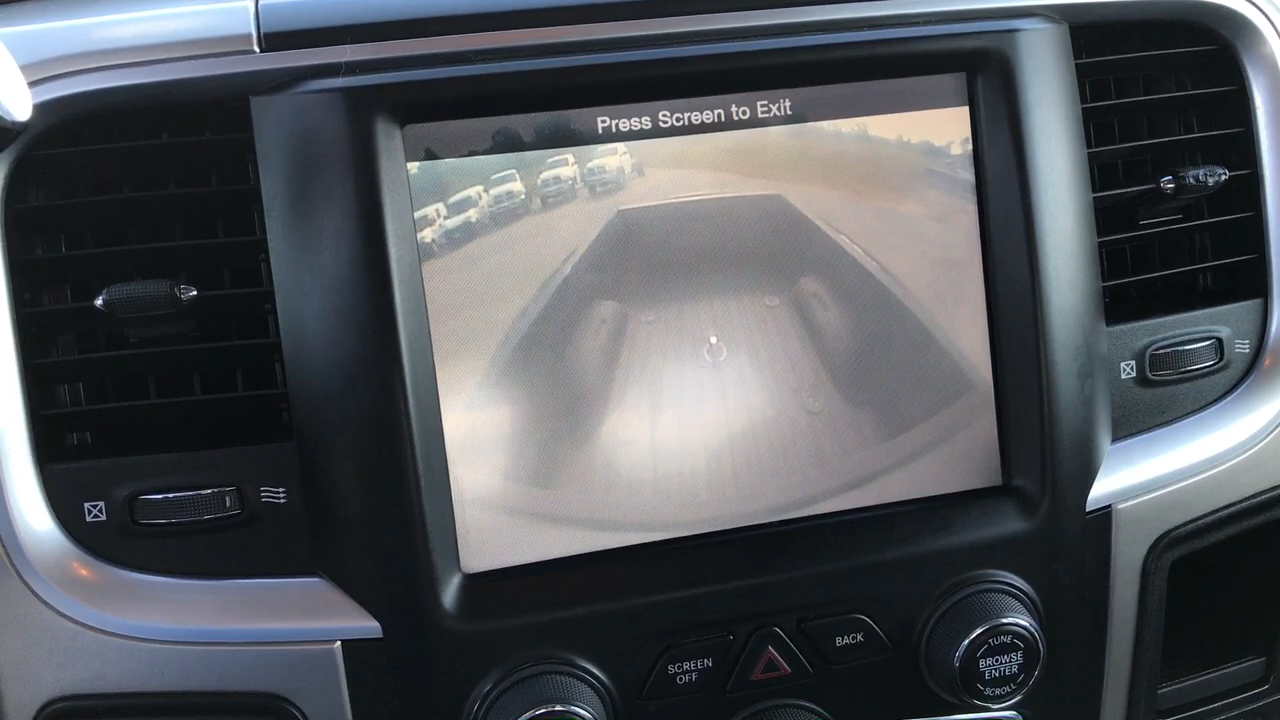 Press Screen to Exit
SCREEN
OFF
BACK
TUNE
BROWSE
ENTER
SCROLL